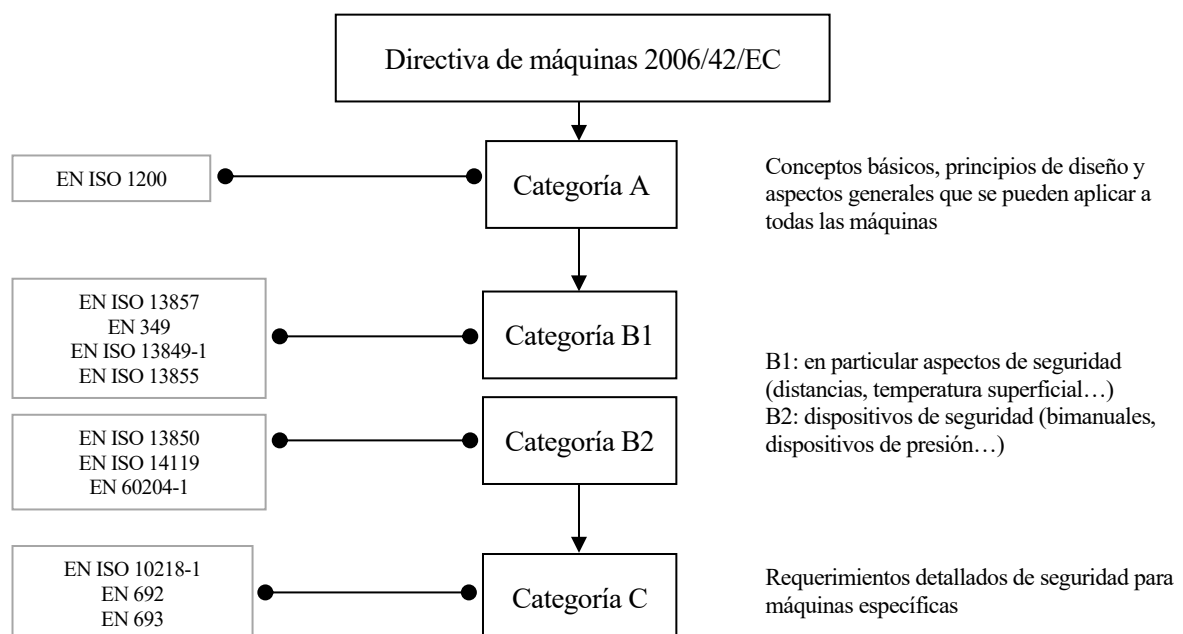 Directiva de máquinas 2006/42/EC
EN ISO 1200
Categoría A
Conceptos básicos, principios de diseño y
aspectos generales que se pueden aplicar a
todas las máquinas
EN ISO 13857
EN 349
EN ISO 13849-1
EN ISO 13855
Categoría B1
B1: en particular aspectos de seguridad
(distancias, temperatura superficial…)
B2: dispositivos de seguridad (bimanuales,
dispositivos de presión…)
EN ISO 13850
EN ISO 14119
EN 60204-1
Categoría B2
EN ISO 10218-1
EN 692
EN 693
Categoría C
Requerimientos detallados de seguridad para
máquinas específicas